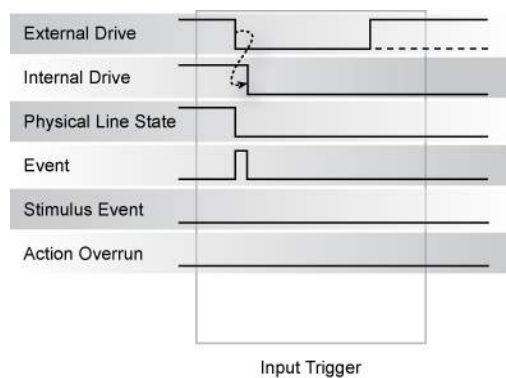 External Drive
Internal Drive
Physical Line State
Event
Stimulus Event
Action Overrun
Input Trigger